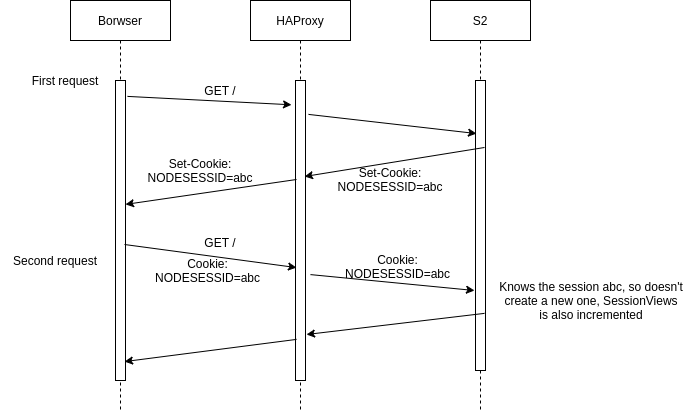 Borwser
HAProxy
S2
First request
GET /
Set-Cookie:
NODESESSID=abc
Set-Cookie:
NODESESSID=abc
GET /
Second request
Cookie:
NODESESSID=abc
Cookie:
NODESESSID=abc
Knows the session abc, so doesn't
create a new one, SessionViews
is also incremented